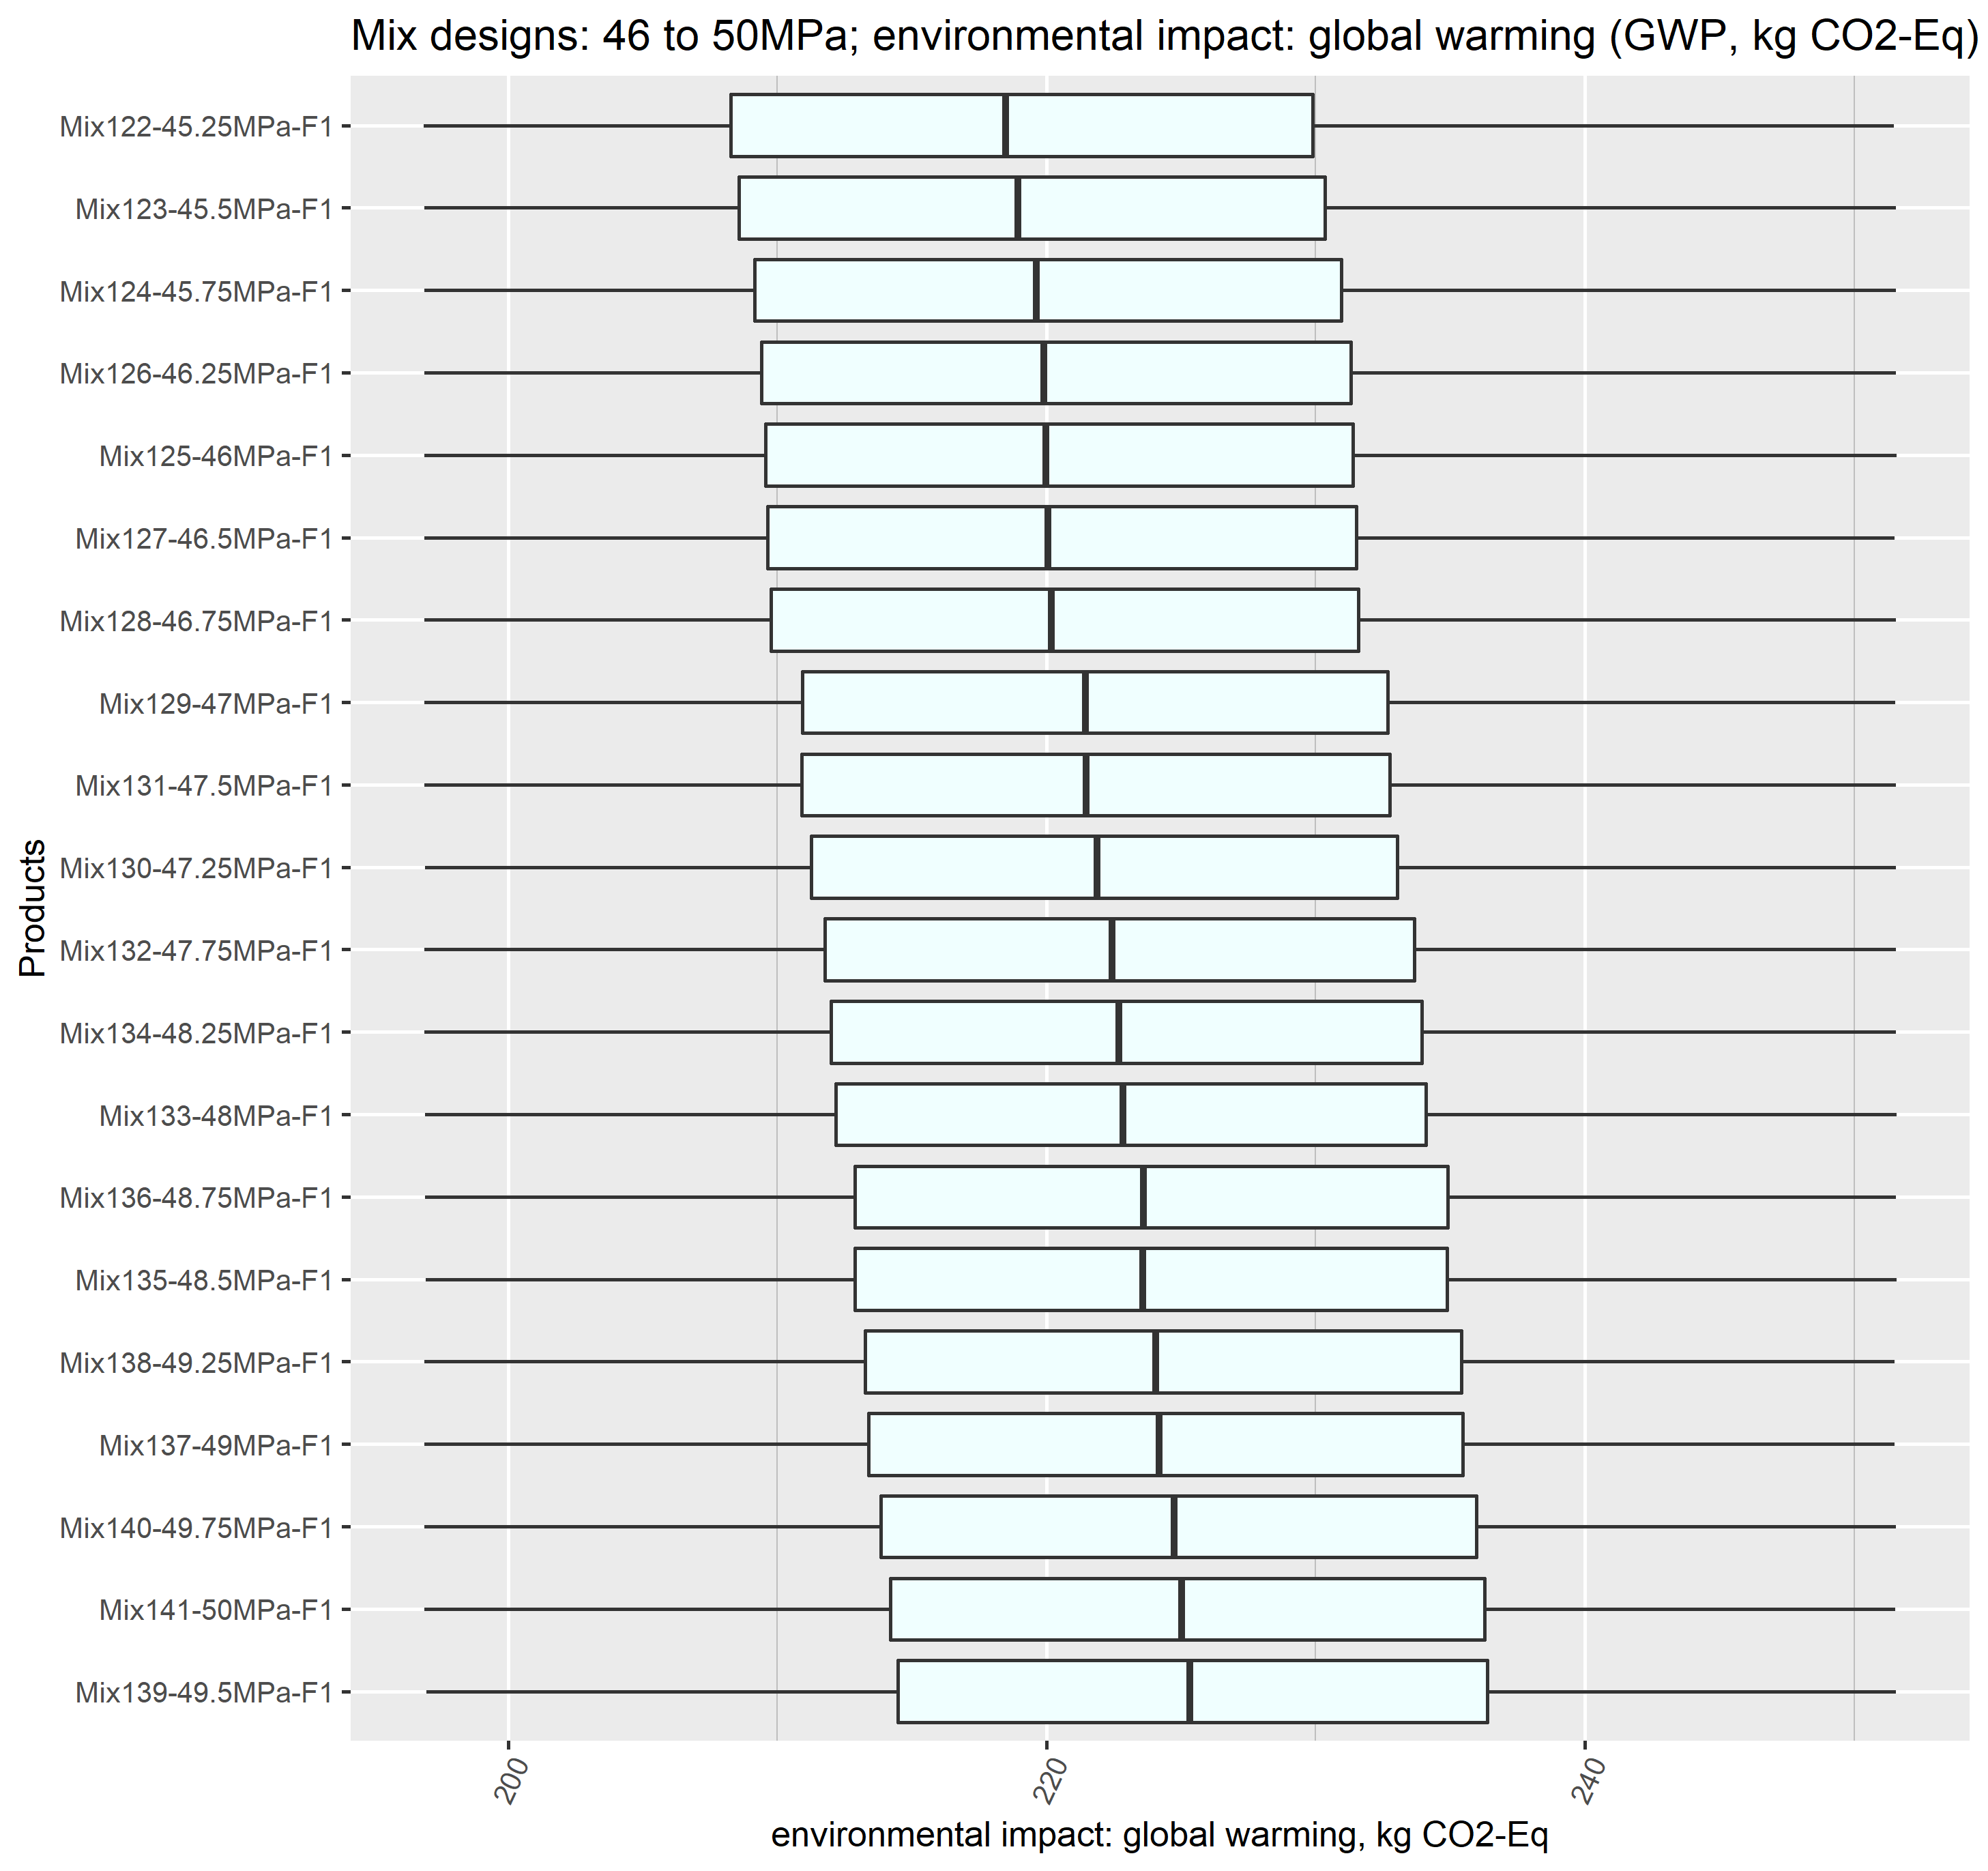 Mix designs: 46 to 50MPa; environmental impact: global warming (GWP, kg CO2-Eq)
Mix122-45.25MPa-F1
Mix123-45.5MPa-F1
Mix124-45.75MPa-F1
Mix126-46.25MPa-F1
Mix125-46MPa-F1
Mix127-46.5MPa-F1
Mix128-46.75MPa-F1
Mix129-47MPa-F1
Mix131-47.5MPa-F1
Mix130-47.25MPa-F1
Mix132-47.75MPa-F1
Mix134-48.25MPa-F1
Mix133-48MPa-F1
Mix136-48.75MPa-F1
Mix135-48.5MPa-F1
Mix138-49.25MPa-F1
Mix137-49MPa-F1
Mix140-49.75MPa-F1
Mix141-50MPa-F1
Mix139-49.5MPa-F1
Products
200
220
240
environmental impact: global warming, kg CO2-Eq